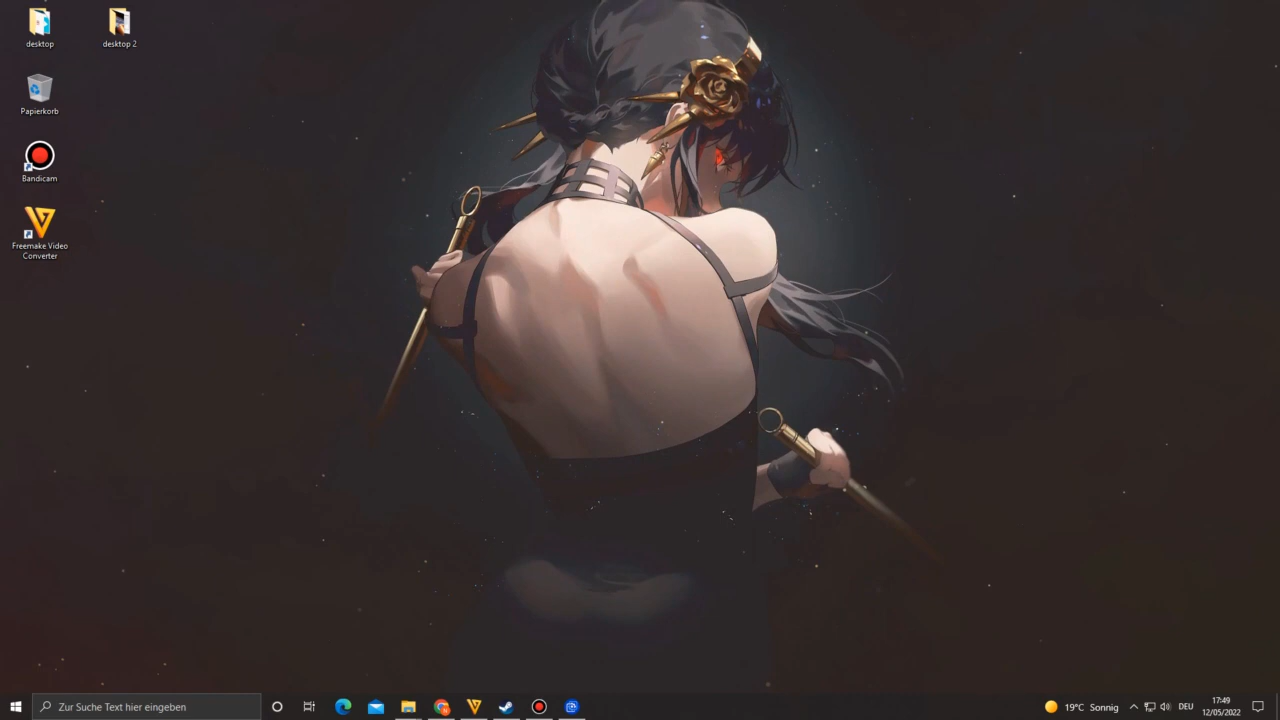 desktop
desktop 2
Papierkorb
Bandicam
Freemake Video
Converter
Zur Suche Text hier eingeben
19°C Sonnig
DEU
17:49
12/05/2022